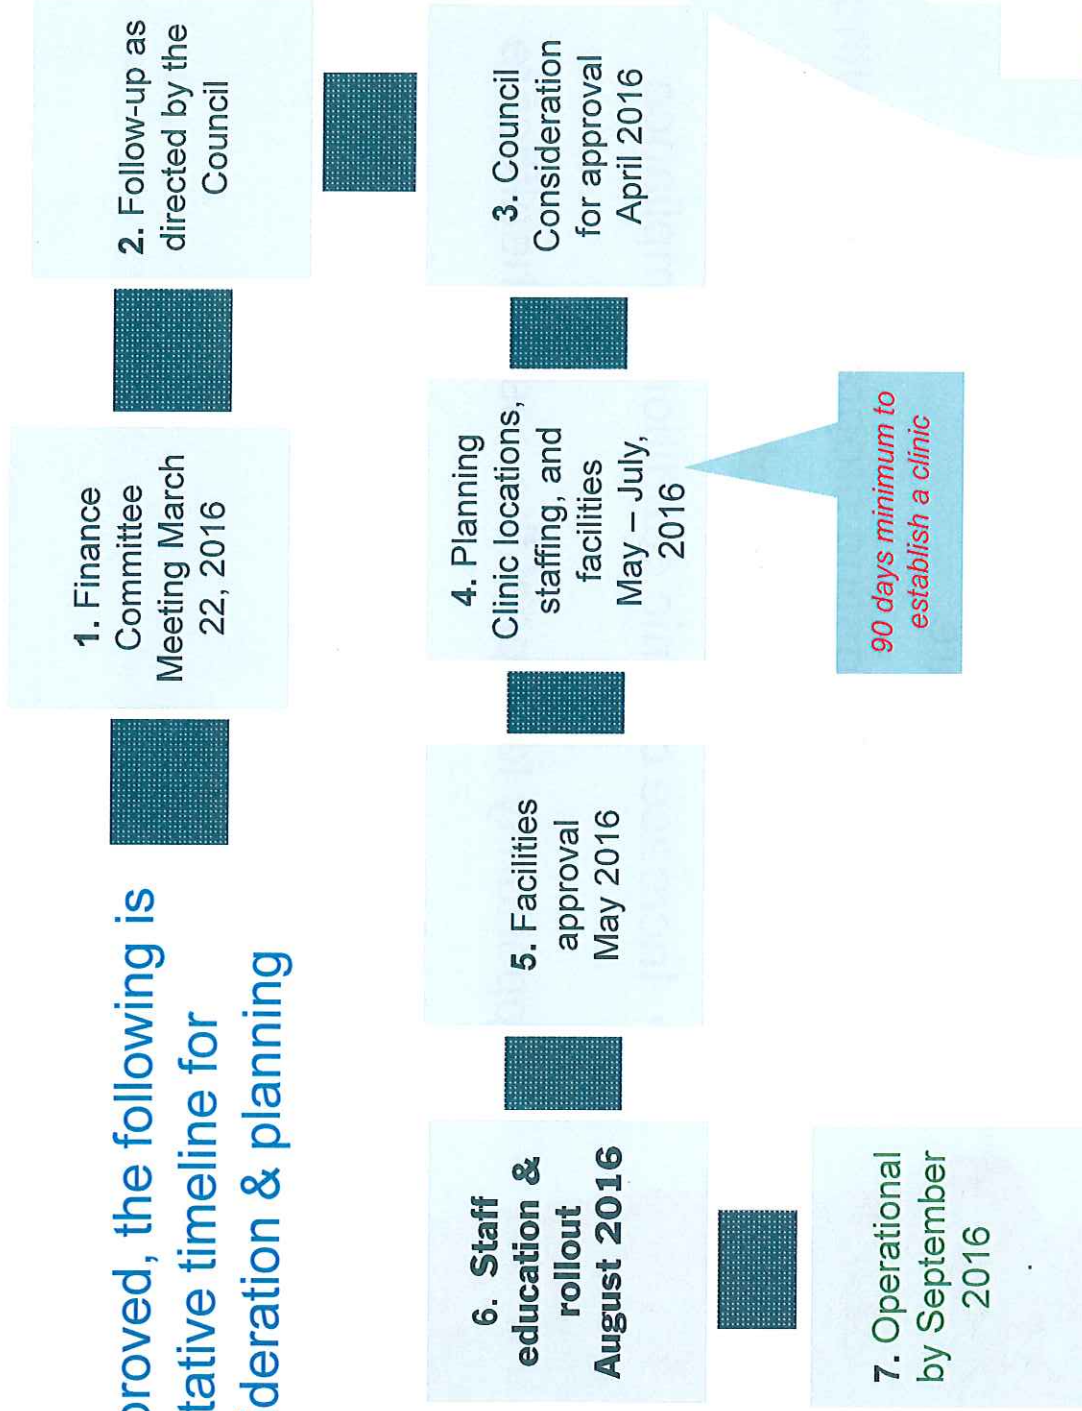 proved, the following is
tative timeline for
deration & planning
1. Finance
Committee
Meeting March
22, 2016
2. Follow-up as
directed by the
Council
3. Council
Consideration
for approval
April 2016
4. Planning
Clinic locations,
staffing, and
facilities
May – July,
2016
90 days minimum to
establish a clinic
5. Facilities
approval
May 2016
6. Staff
education &
rollout
August 2016
7. Operational
by September
2016